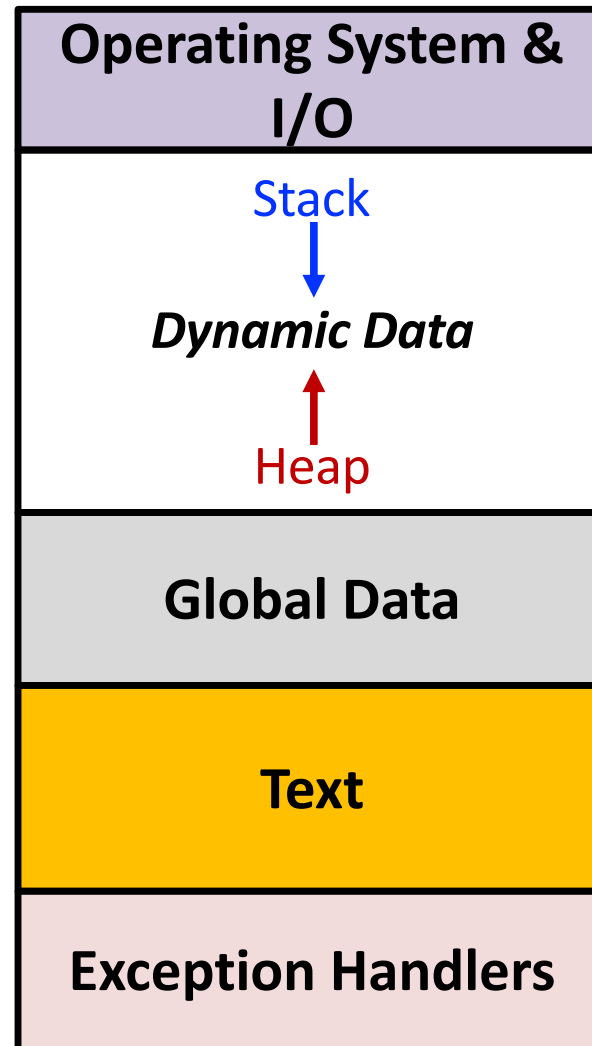 Operating System &
I/O
Stack
Dynamic Data
Heap
Global Data
Text
Exception Handlers